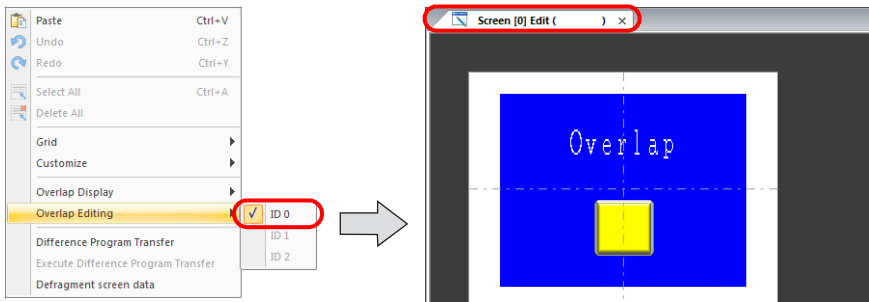 Paste Ctrl+V
Undo Ctrl+Z
Redo Ctrl+Y
Select All Ctrl+A
Delete All
Grid
Customize
Overlap Display
Overlap Editing
Difference Program Transfer
Execute Difference Program Transfer
Defragment screen data
ID 0
ID 1
ID 2
Screen [0] Edit ( )
Overlap